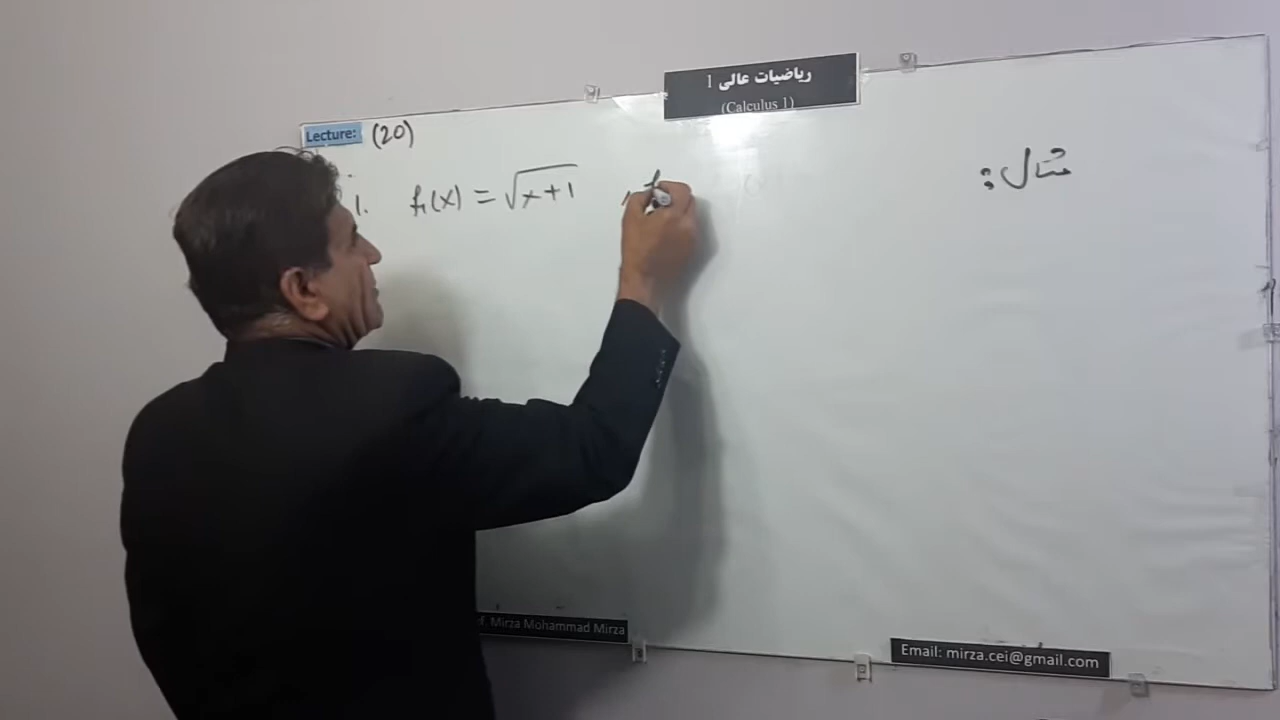 ریاضیات عالی 1
(Calculus 1)
Lecture: (20)
مثال:
1. f₁(x) = √x+1 , f
ef. Mirza Mohammad Mirza
Email: mirza.cei@gmail.com